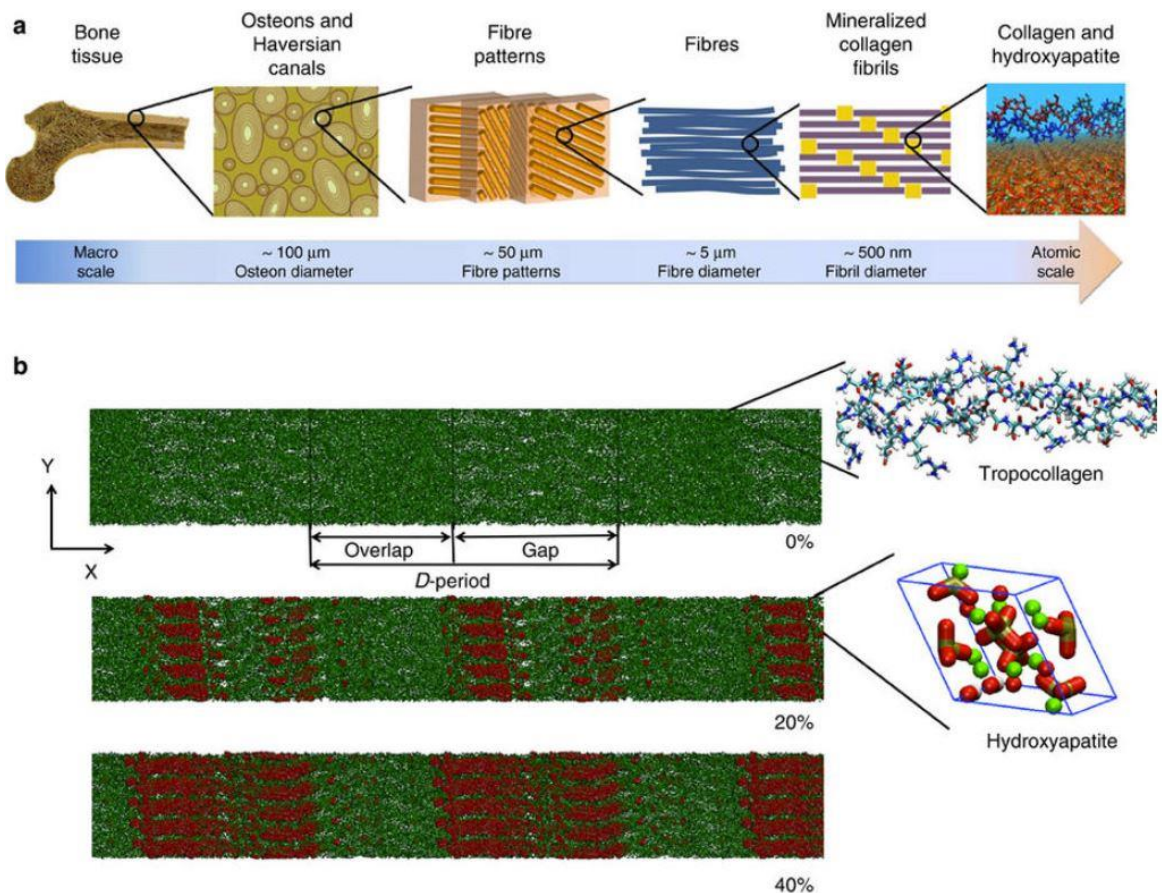 a
Bone
tissue
Osteons and
Haversian
canals
Fibre
patterns
Fibres
Mineralized
collagen
fibrils
Collagen and
hydroxyapatite
Macro
scale
~ 100 μm
Osteon diameter
~ 50 μm
Fibre patterns
~ 5 μm
Fibre diameter
~ 500 nm
Fibril diameter
Atomic
scale
b
Y
X
Overlap
Gap
D-period
0%
Tropocollagen
20%
Hydroxyapatite
40%